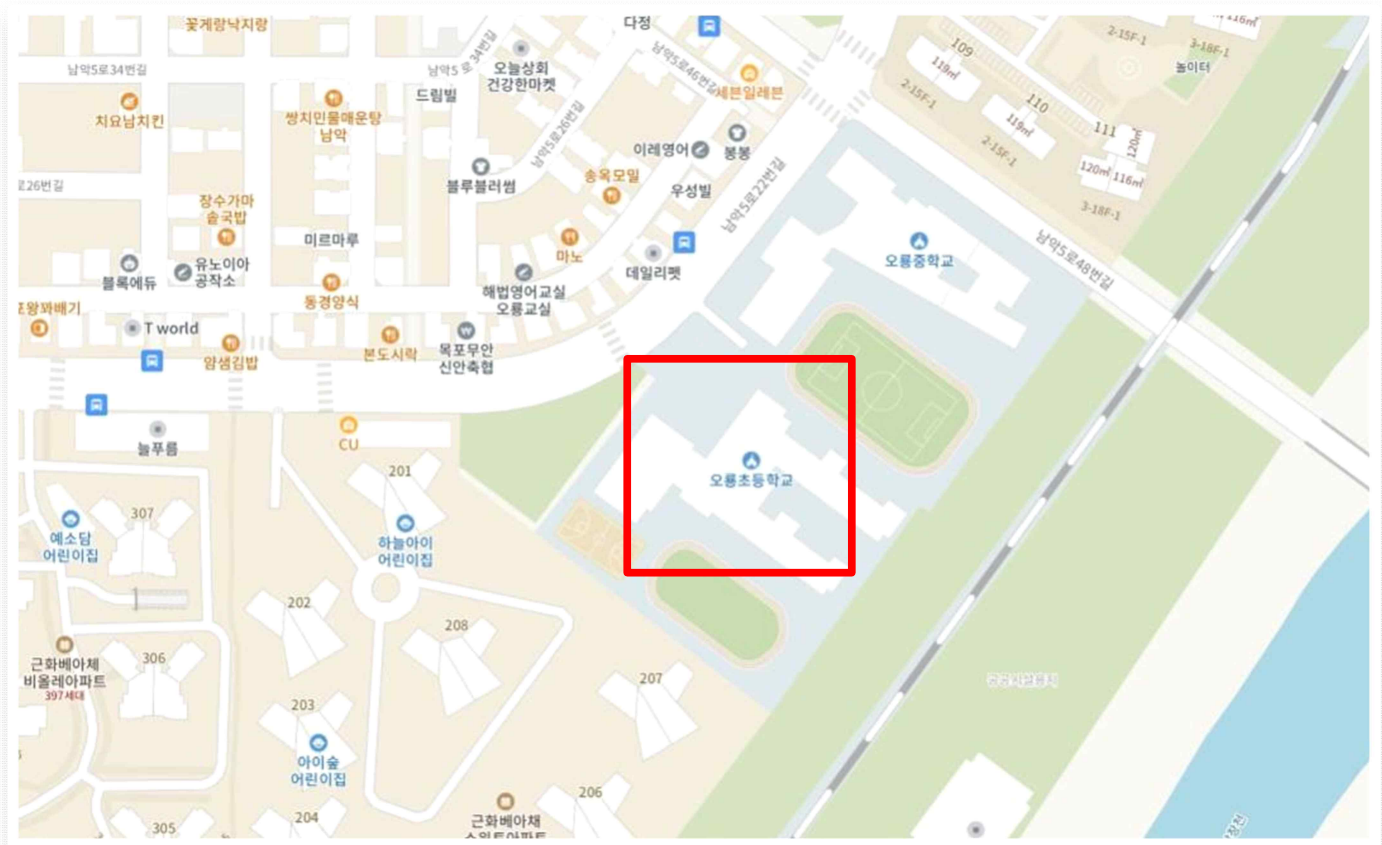 꽃게랑낙지랑
다정
116㎡
2-15F-1
3-18F-1
놀이터
109
119㎡
2-15F-1
남악5로34번길
남악5로34번길
오늘상회
건강한마켓
드림빌
남악5로46번길
세븐일레븐
110
119㎡
2-15F-1
111
120㎡
120㎡
116㎡
3-18F-1
치요남치킨
쌍치민물매운탕
남악
남악5로26번길
이레영어
봉봉
블루블러썸
송옥모밀
우성빌
남악5로22번길
로26번길
장수가마
솥국밥
미르마루
마노
오룡중학교
남악5로48번길
블록에듀
유노이아
공작소
데일리펫
동경양식
해법영어교실
오룡교실
T world
양샘김밥
본도시락
목포무안
신안축협
늘푸름
CU
201
오룡초등학교
307
예소담
어린이집
하늘아이
어린이집
202
208
근화베아체
비올레아파트
397세대
306
207
공공시설용지
203
아이숲
어린이집
206
305
204
근화베아채